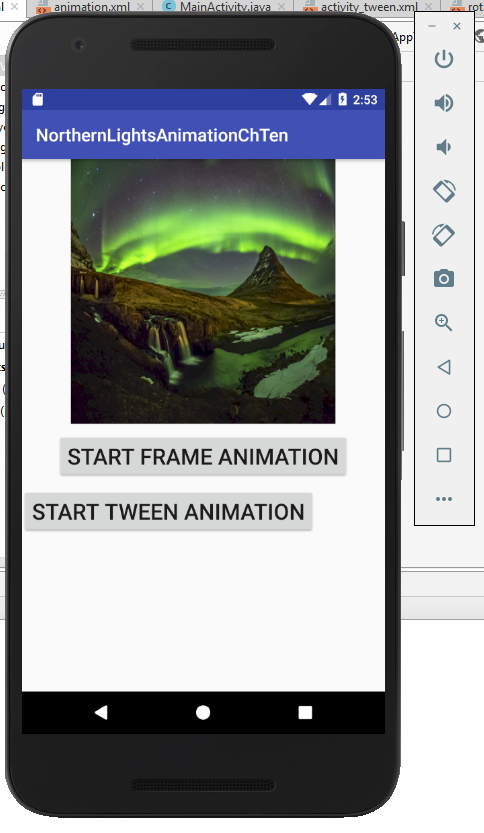 animation.xml MainActivity.java activity_tween.xml
2:53
NorthernLightsAnimationChTen
START FRAME ANIMATION
START TWEEN ANIMATION